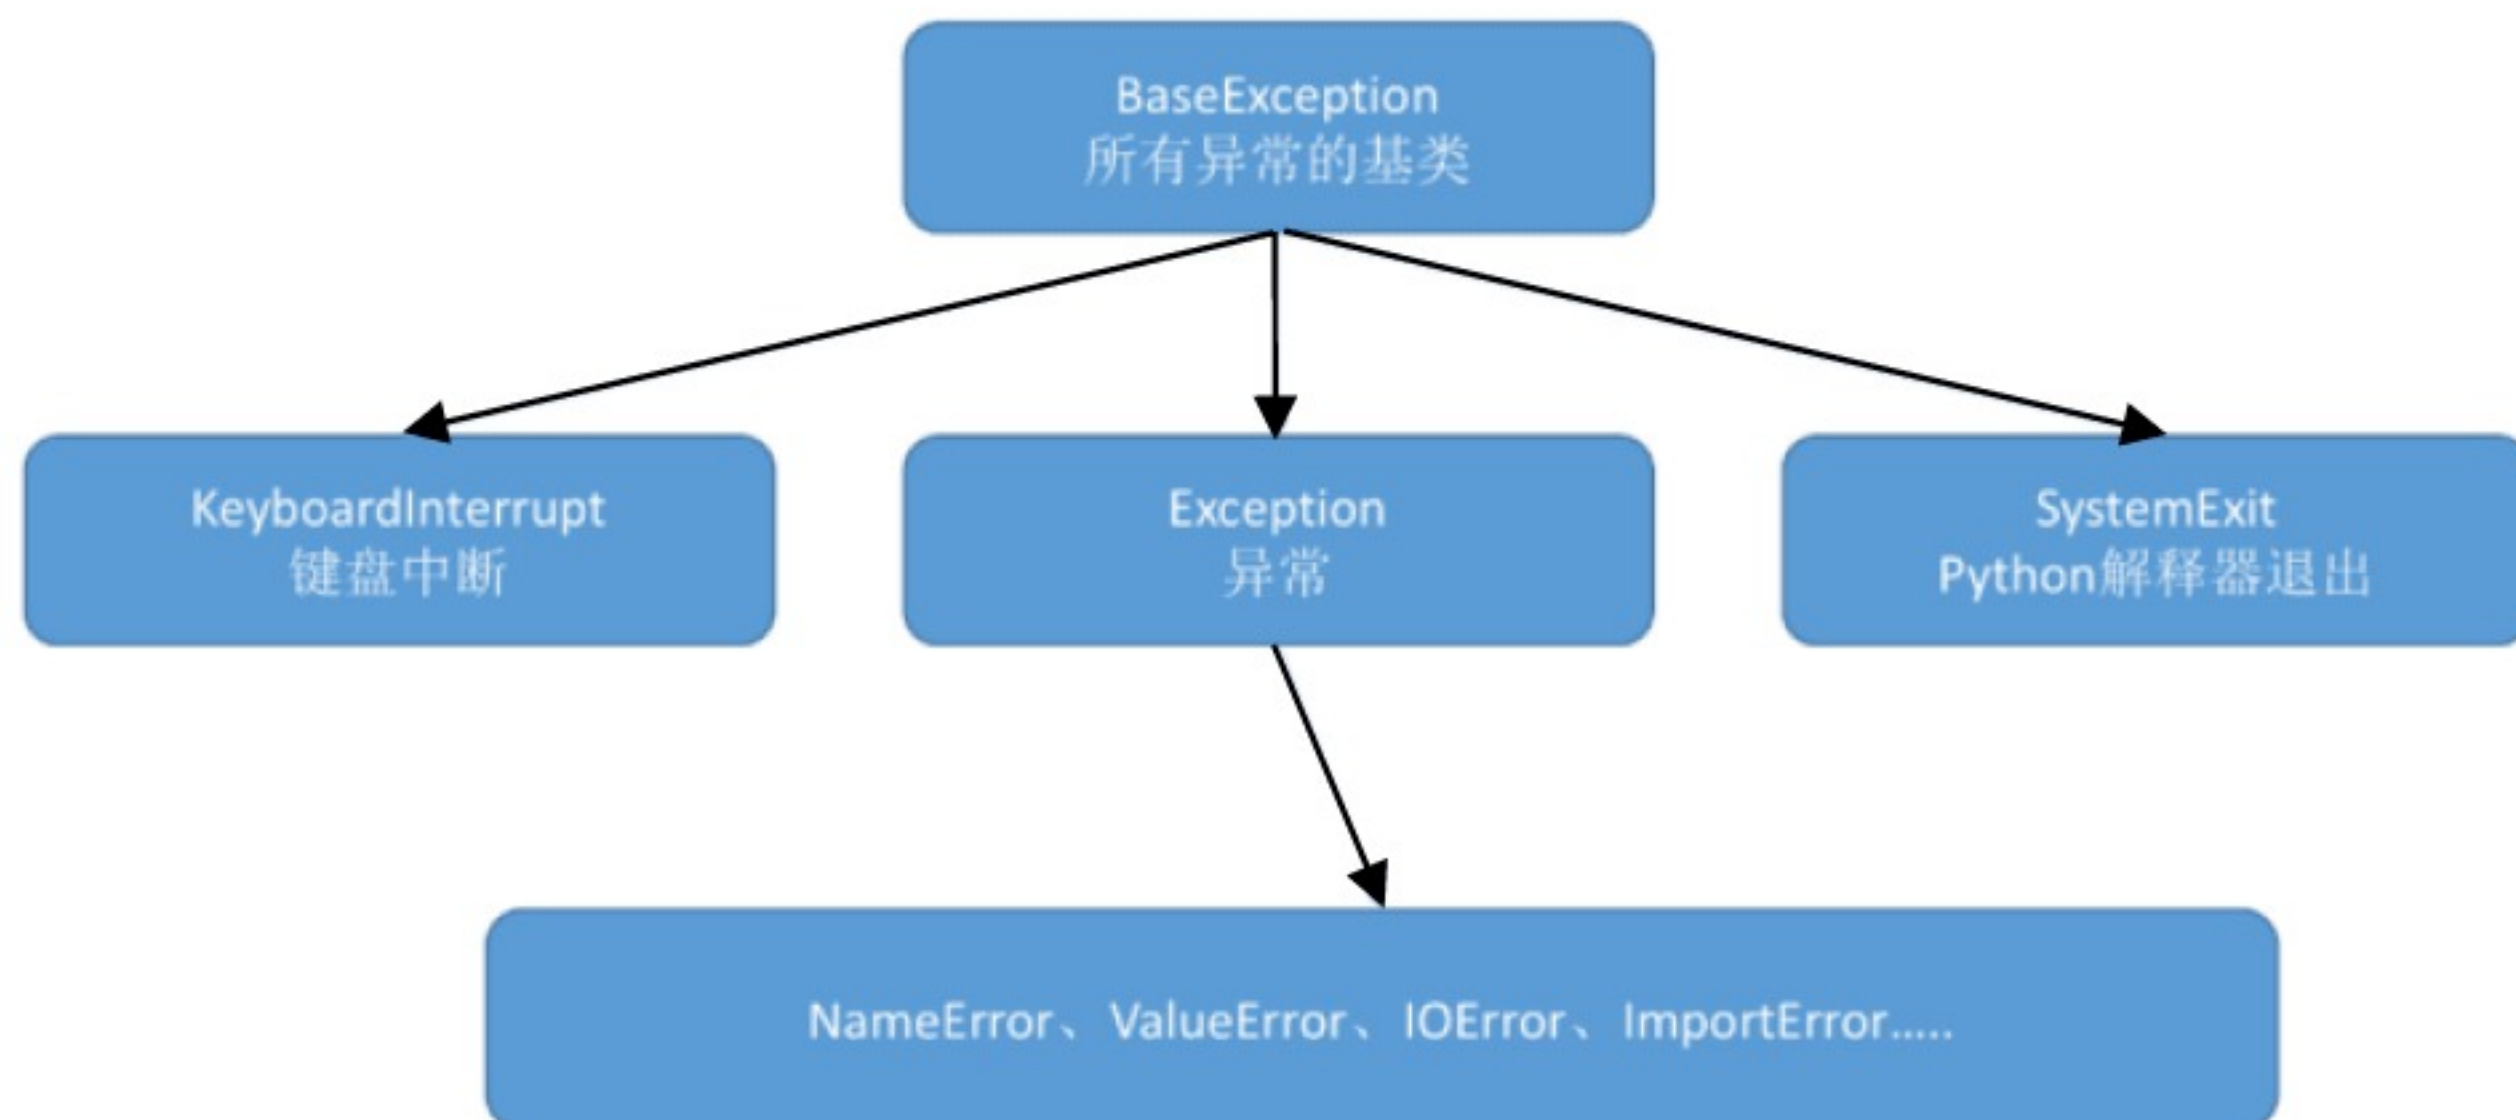 BaseException
所有异常的基类
KeyboardInterrupt
键盘中断
Exception
异常
SystemExit
Python解释器退出
NameError、ValueError、IOError、ImportError.....